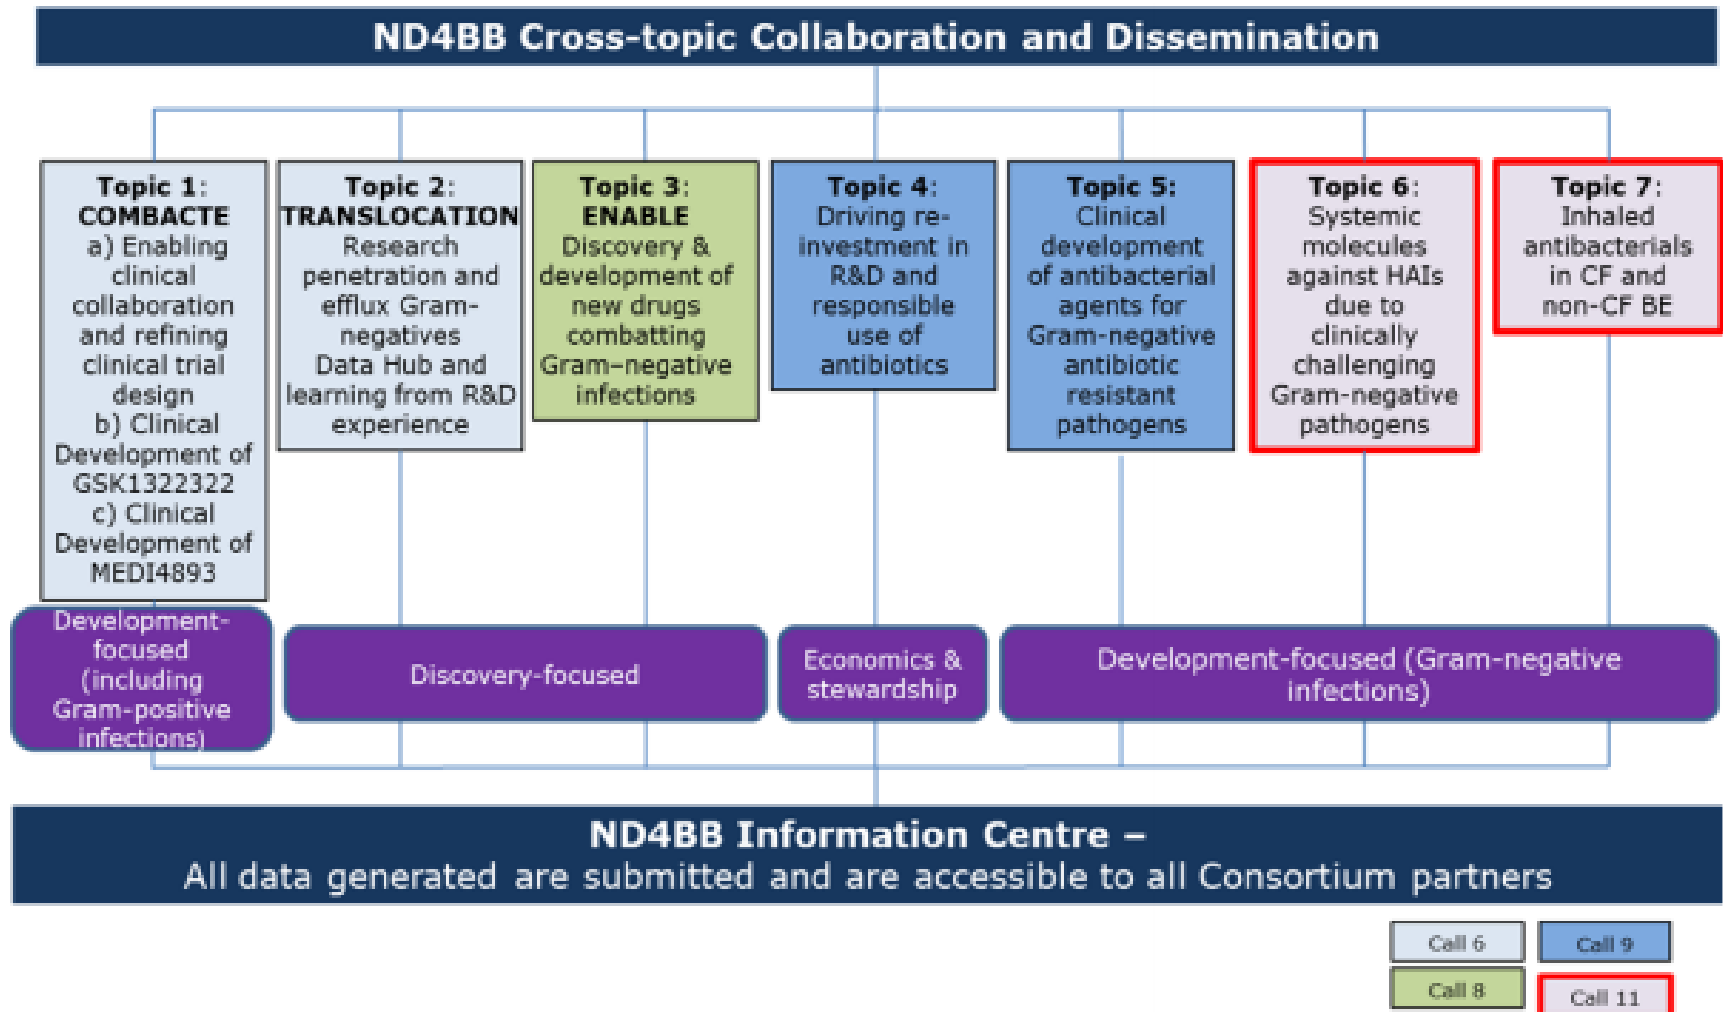 ND4BB Cross-topic Collaboration and Dissemination
Topic 1:
COMBACTE
a) Enabling
clinical
collaboration
and refining
clinical trial
design
b) Clinical
Development of
GSK1322322
c) Clinical
Development of
MEDI4893
Topic 2:
TRANSLOCATION
Research
penetration and
efflux Gram-
negatives
Data Hub and
learning from R&D
experience
Topic 3:
ENABLE
Discovery &
development of
new drugs
combatting
Gram–negative
infections
Topic 4:
Driving re-
investment in
R&D and
responsible
use of
antibiotics
Topic 5:
Clinical
development
of antibacterial
agents for
Gram-negative
antibiotic
resistant
pathogens
Topic 6:
Systemic
molecules
against HAIs
due to
clinically
challenging
Gram-negative
pathogens
Topic 7:
Inhaled
antibacterials
in CF and
non-CF BE
Development-
focused
(including
Gram-positive
infections)
Discovery-focused
Economics &
stewardship
Development-focused (Gram-negative
infections)
ND4BB Information Centre –
All data generated are submitted and are accessible to all Consortium partners
Call 6
Call 9
Call 8
Call 11